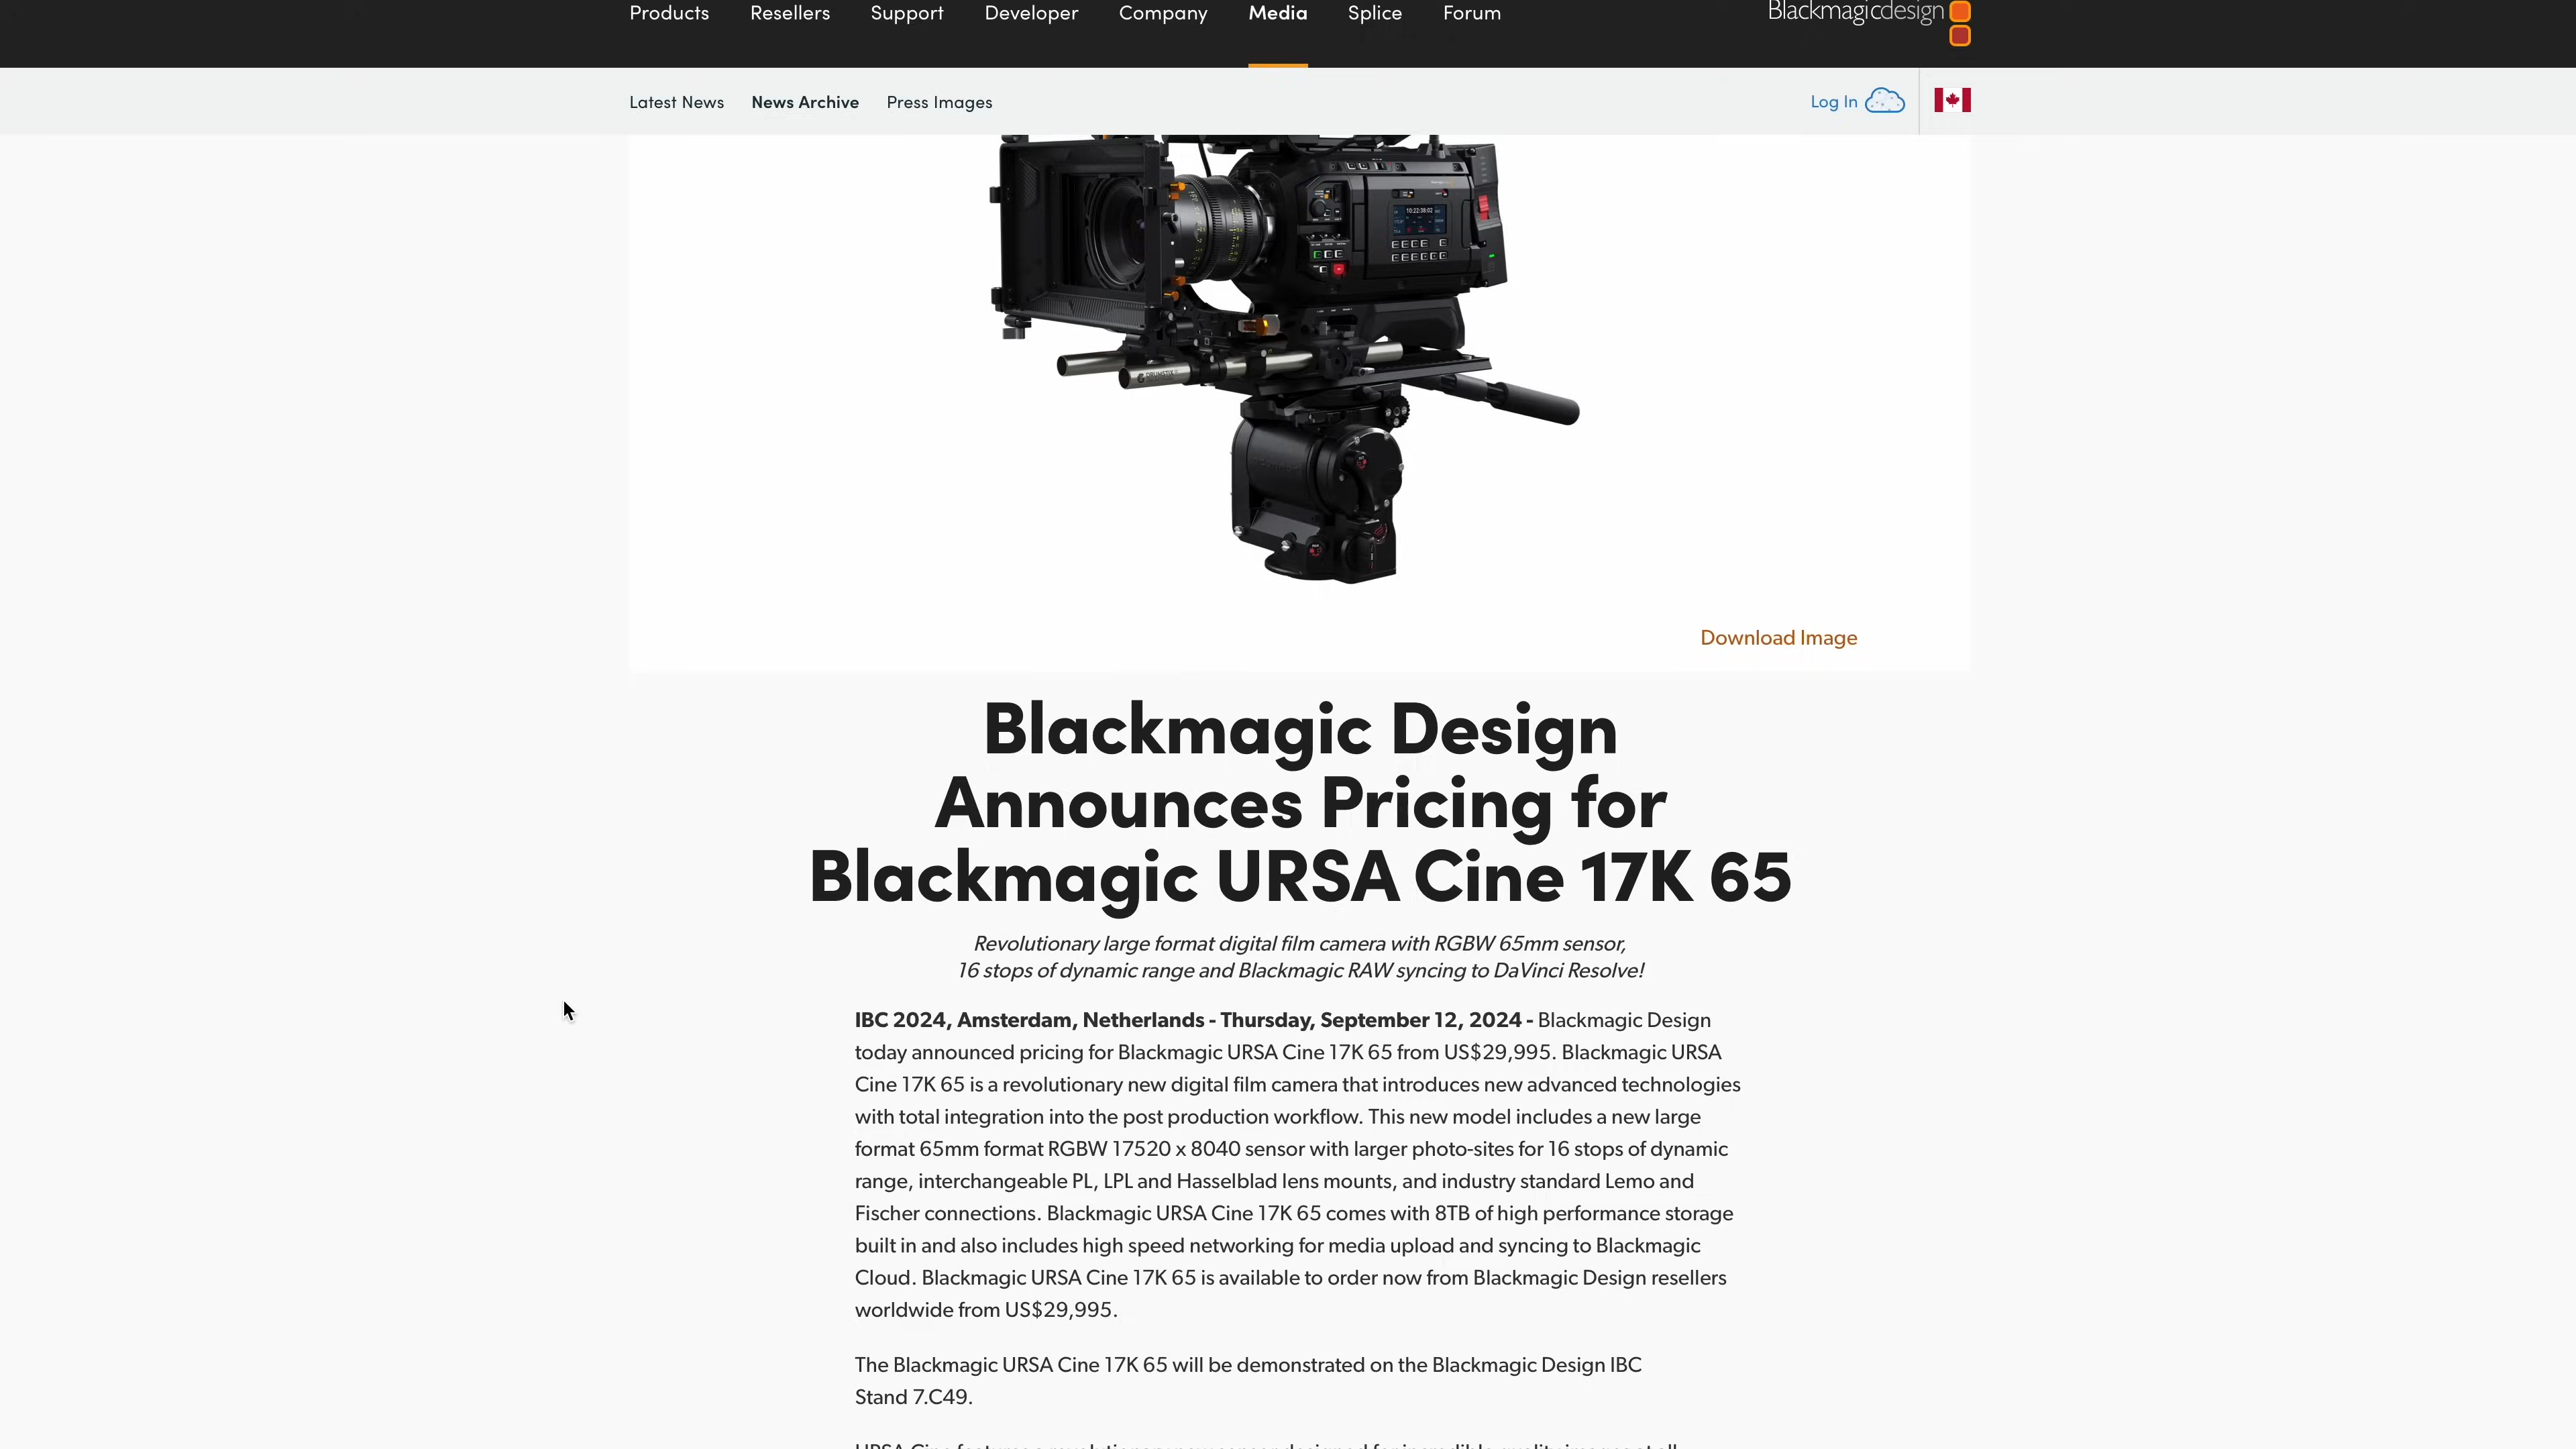 Products Resellers Support Developer Company Media Splice Forum
Blackmagicdesign
Latest News News Archive Press Images
Log In
10:22:38:02
Download Image
Blackmagic Design
Announces Pricing for
Blackmagic URSA Cine 17K 65
Revolutionary large format digital film camera with RGBW 65mm sensor,
16 stops of dynamic range and Blackmagic RAW syncing to DaVinci Resolve!
IBC 2024, Amsterdam, Netherlands - Thursday, September 12, 2024 - Blackmagic Design
today announced pricing for Blackmagic URSA Cine 17K 65 from US$29,995. Blackmagic URSA
Cine 17K 65 is a revolutionary new digital film camera that introduces new advanced technologies
with total integration into the post production workflow. This new model includes a new large
format 65mm format RGBW 17520 x 8040 sensor with larger photo-sites for 16 stops of dynamic
range, interchangeable PL, LPL and Hasselblad lens mounts, and industry standard Lemo and
Fischer connections. Blackmagic URSA Cine 17K 65 comes with 8TB of high performance storage
built in and also includes high speed networking for media upload and syncing to Blackmagic
Cloud. Blackmagic URSA Cine 17K 65 is available to order now from Blackmagic Design resellers
worldwide from US$29,995.
The Blackmagic URSA Cine 17K 65 will be demonstrated on the Blackmagic Design IBC
Stand 7.C49.